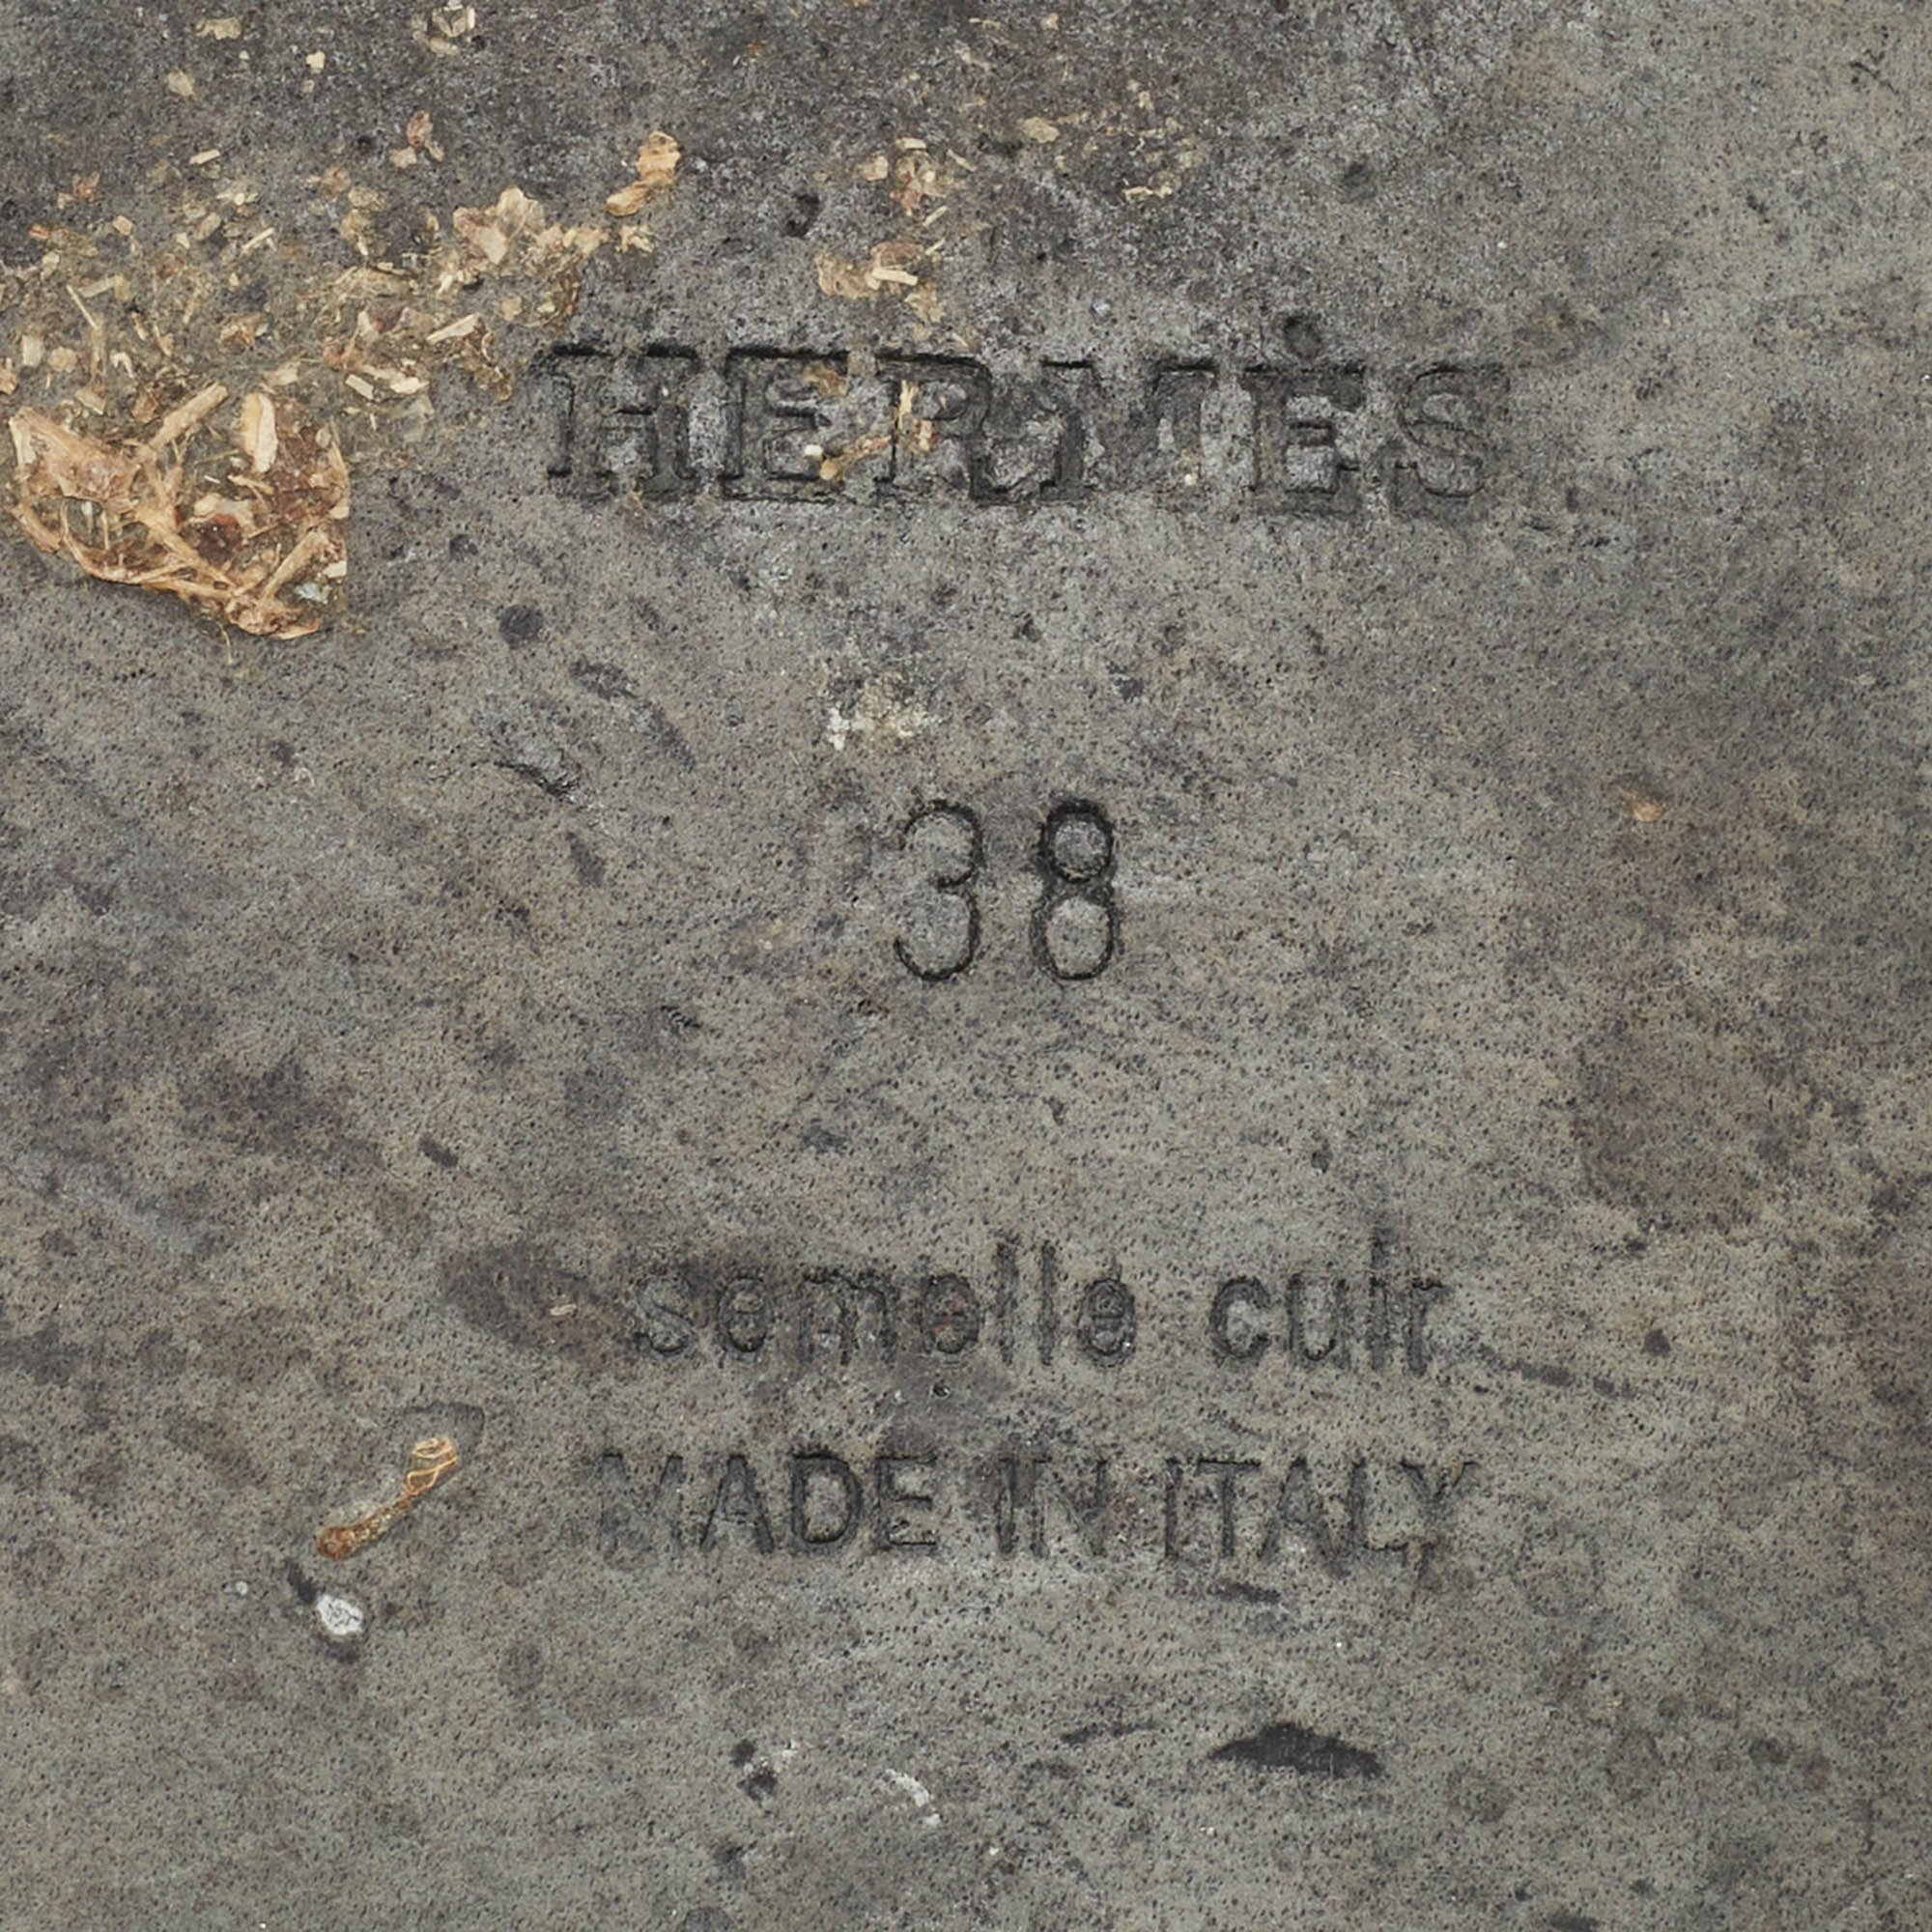 HERMÈS
38
semelle cuir
MADE IN ITALY